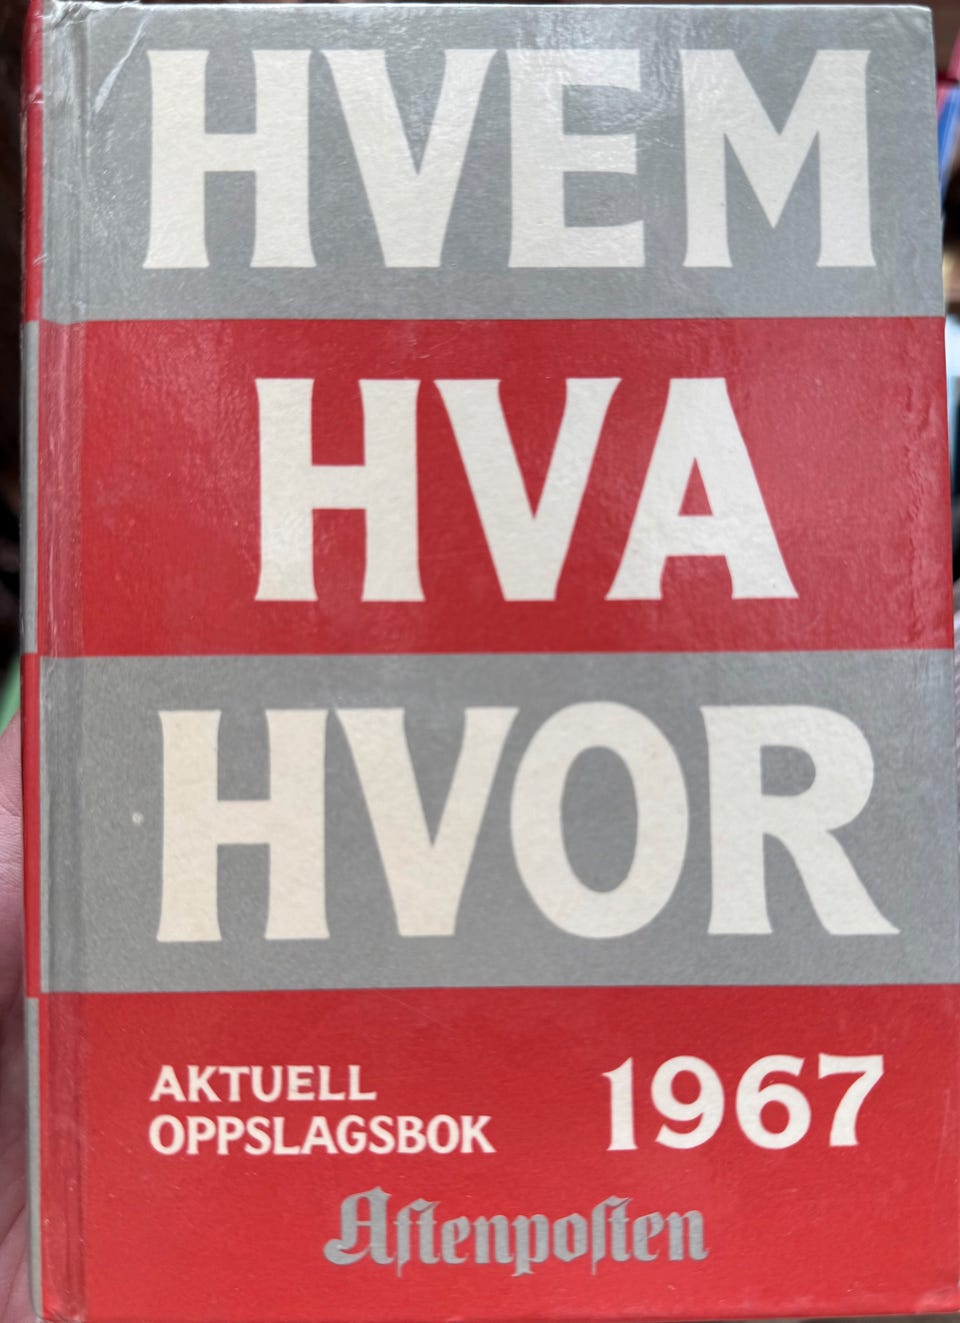 HVEM
HVA
HVOR
AKTUELL
OPPSLAGSBOK
1967
Aftenposten